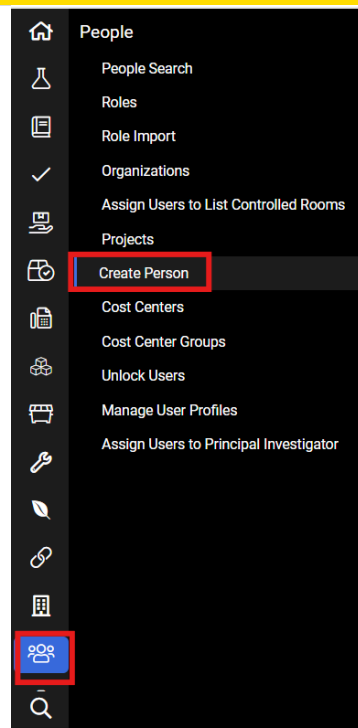 People
People Search
Roles
Role Import
Organizations
Assign Users to List Controlled Rooms
Projects
Create Person
Cost Centers
Cost Center Groups
Unlock Users
Manage User Profiles
Assign Users to Principal Investigator